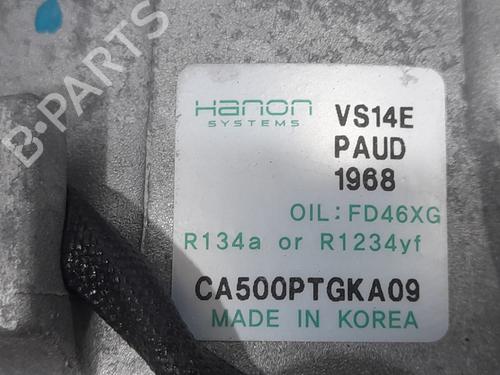 B-PARTS
Hanon
SYSTEMS
VS14E
PAUD
1968
OIL: FD46XG
R134a or R1234yf
CA500PTGKA09
MADE IN KOREA